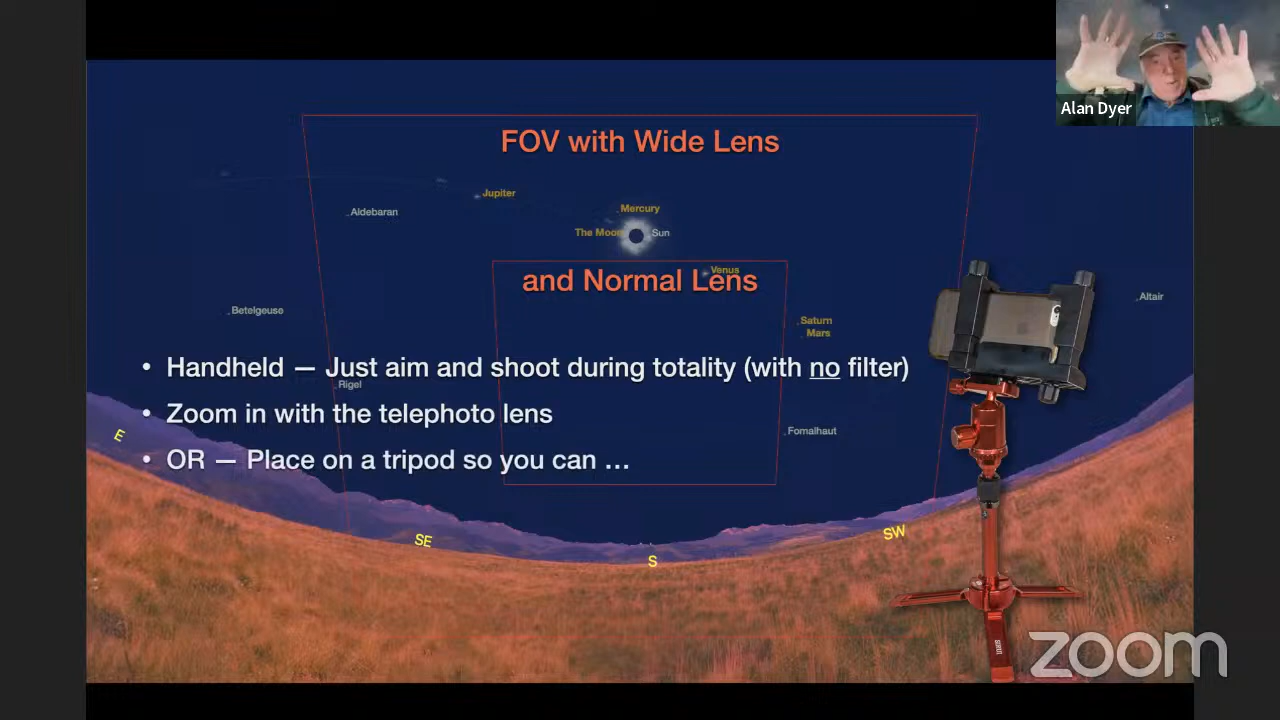 Alan Dyer
FOV with Wide Lens
Jupiter
Aldebaran
Mercury
The Moon
Sun
Venus
and Normal Lens
Altair
Betelgeuse
Saturn
Mars
• Handheld — Just aim and shoot during totality (with no filter)
Rigel
• Zoom in with the telephoto lens
Fomalhaut
E
• OR — Place on a tripod so you can …
SE
SW
S
SIRUI
zoom